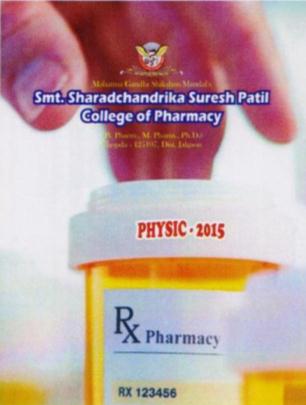 Mahatma Gandhi Shikshan Mandal's
Smt. Sharadchandrika Suresh Patil
College of Pharmacy
B. Pharm., M. Pharm., Ph.D.
Chopda - 125107, Dist. Jalgaon
PHYSIC - 2015
Rx Pharmacy
RX 123456